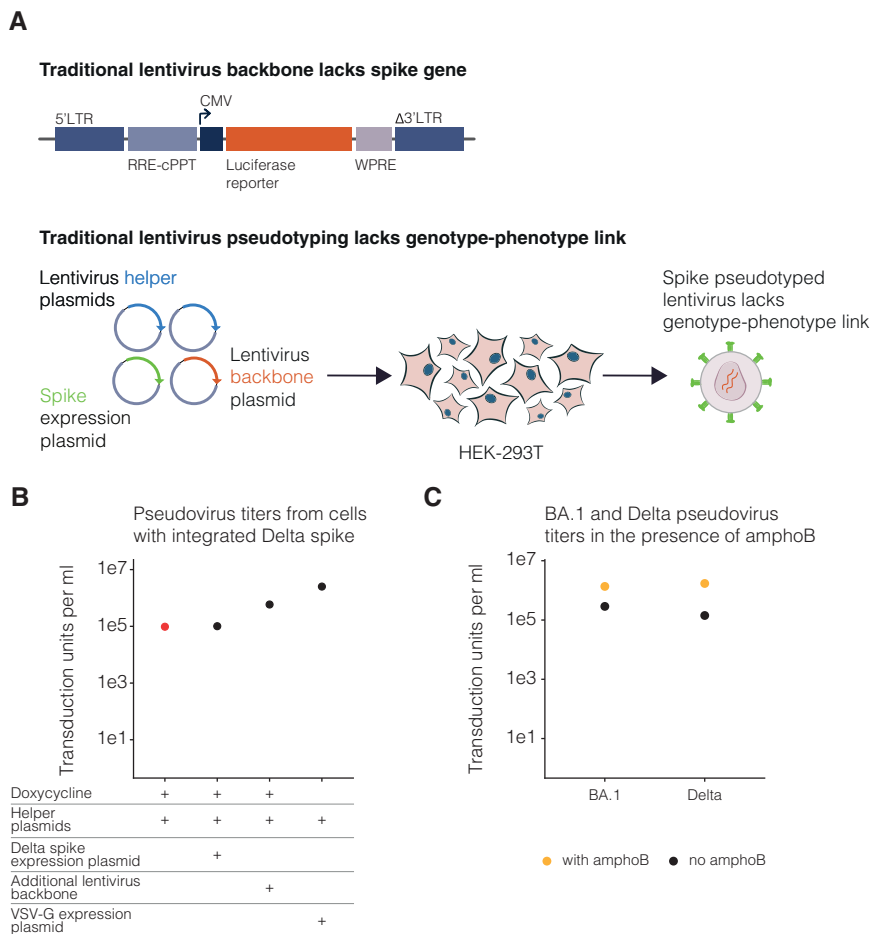 A
Traditional lentivirus backbone lacks spike gene
CMV
5'LTR
Δ3'LTR
RRE-cPPT
Luciferase
reporter
WPRE
Traditional lentivirus pseudotyping lacks genotype-phenotype link
Lentivirus helper
plasmids
Spike
expression
plasmid
Lentivirus
backbone
plasmid
HEK-293T
Spike pseudotyped
lentivirus lacks
genotype-phenotype link
B
Pseudovirus titers from cells
with integrated Delta spike
Transduction units per ml
1e7
1e5
1e3
1e1
Doxycycline + + +
Helper
plasmids + + + +
Delta spike
expression plasmid +
Additional lentivirus
backbone +
VSV-G expression
plasmid +
C
BA.1 and Delta pseudovirus
titers in the presence of amphoB
Transduction units per ml
1e7
1e5
1e3
1e1
BA.1 Delta
with amphoB no amphoB